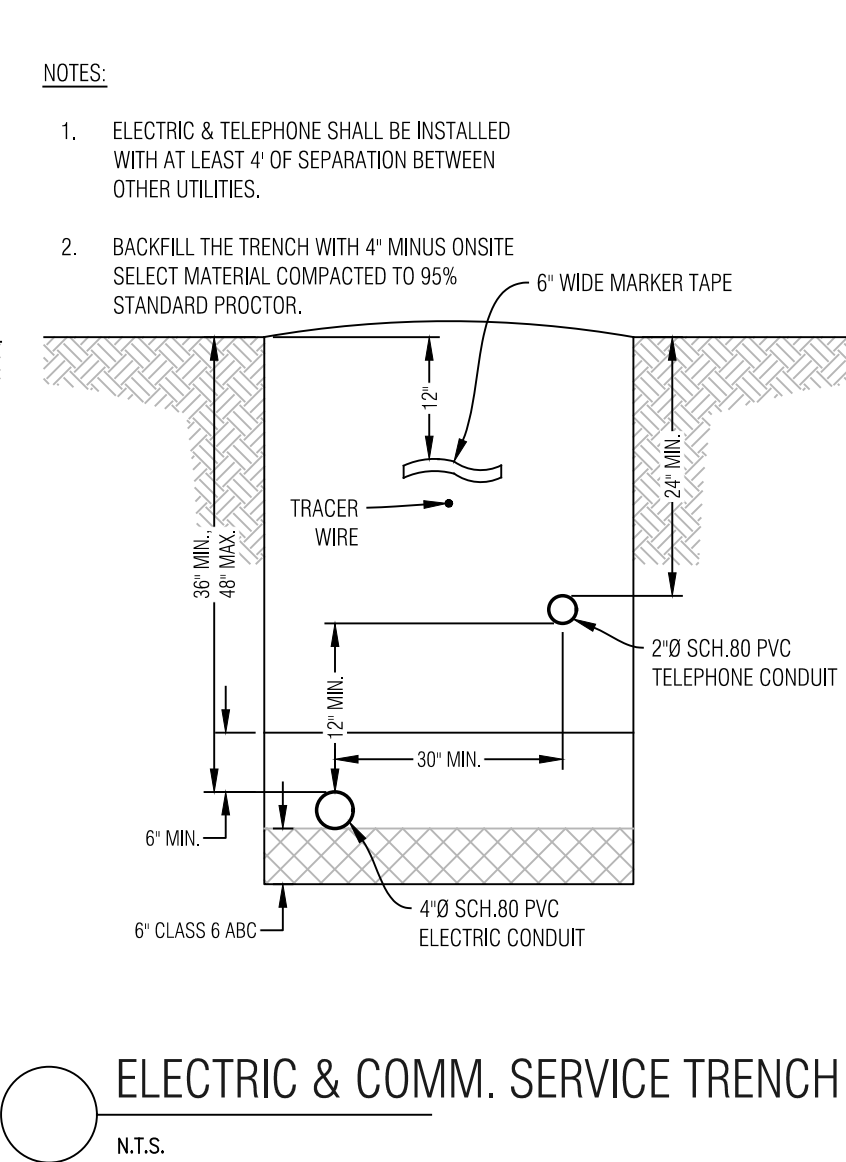 NOTES:
1. ELECTRIC & TELEPHONE SHALL BE INSTALLED
WITH AT LEAST 4' OF SEPARATION BETWEEN
OTHER UTILITIES.
2. BACKFILL THE TRENCH WITH 4" MINUS ONSITE
SELECT MATERIAL COMPACTED TO 95%
STANDARD PROCTOR.
6" WIDE MARKER TAPE
12"
24" MIN.
TRACER
WIRE
36" MIN.,
48" MAX.
2"Ø SCH.80 PVC
TELEPHONE CONDUIT
12" MIN.
30" MIN.
6" MIN.
4"Ø SCH.80 PVC
ELECTRIC CONDUIT
6" CLASS 6 ABC
ELECTRIC & COMM. SERVICE TRENCH
N.T.S.